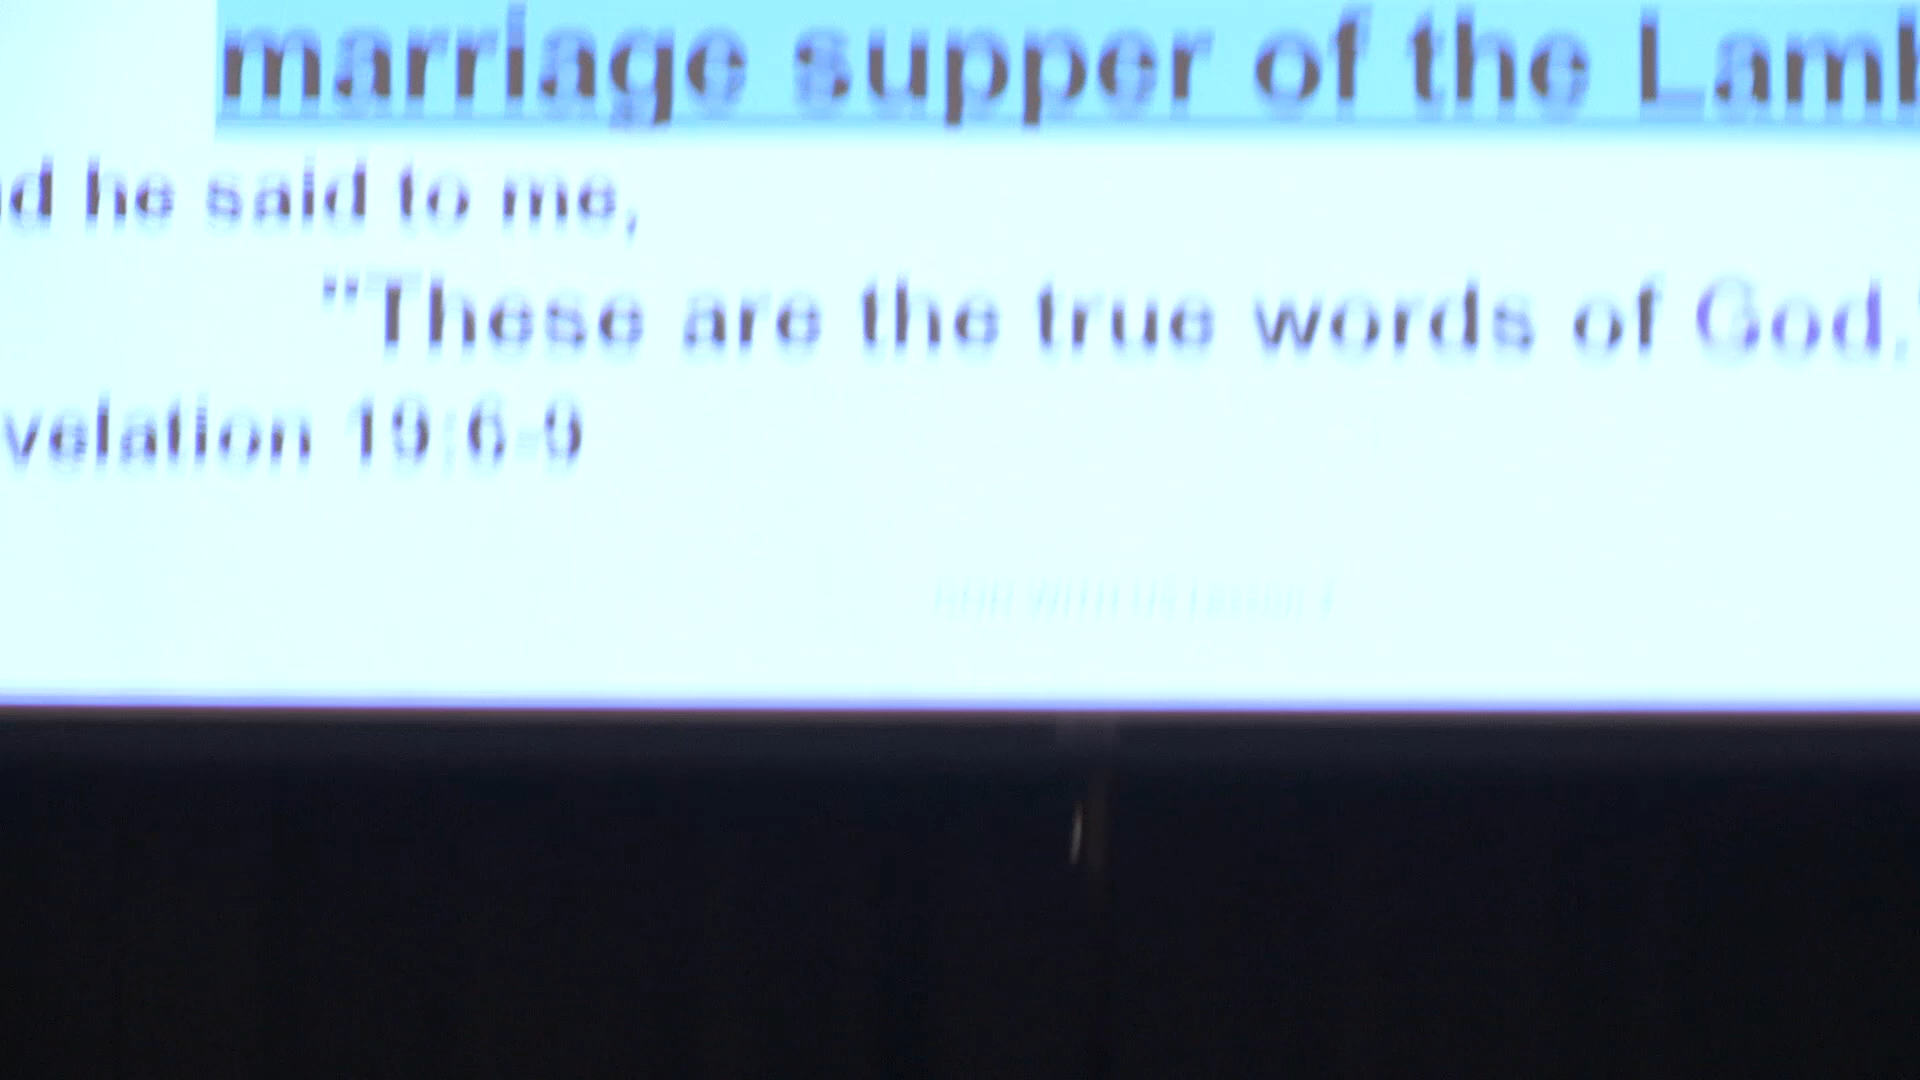 marriage supper of the Lamb
d he said to me,
"These are the true words of God."
velation 19:6-9